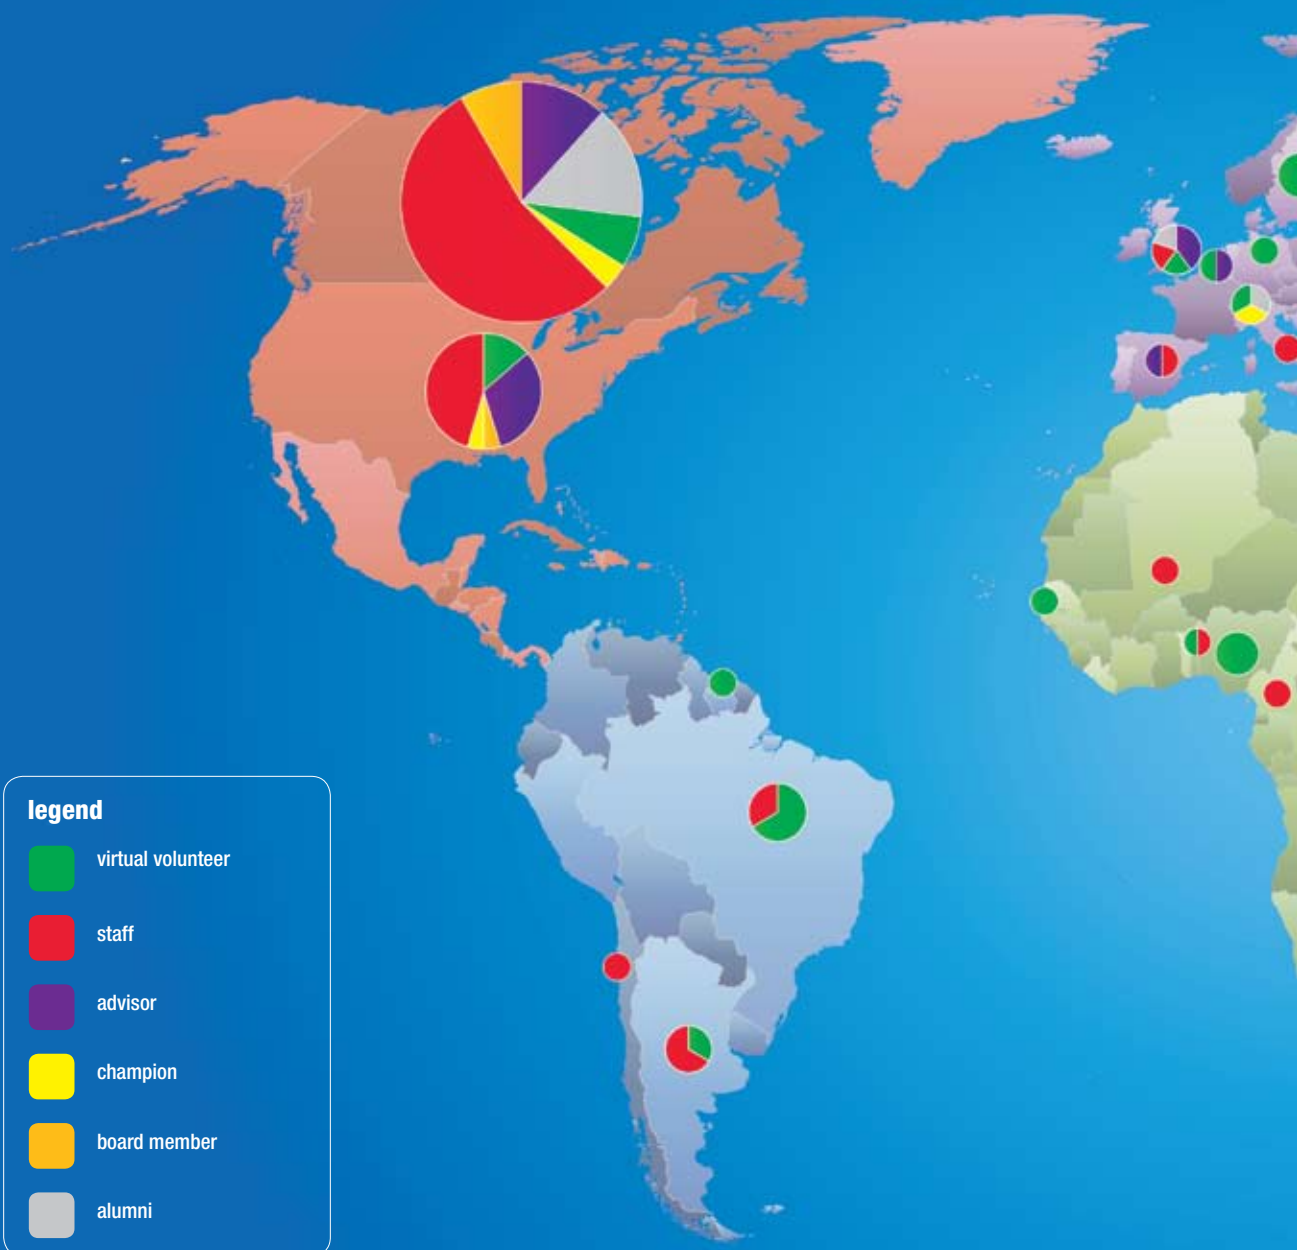 legend
virtual volunteer
staff
advisor
champion
board member
alumni